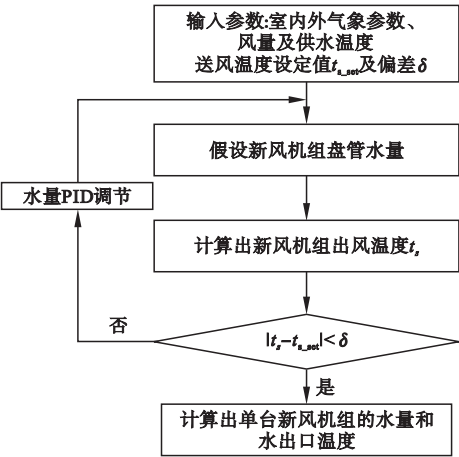 输入参数:室内外气象参数、
风量及供水温度
送风温度设定值ts_set及偏差δ
假设新风机组盘管水量
水量PID调节
计算出新风机组出风温度ts
否
|ts−ts_set|<δ
是
计算出单台新风机组的水量和
水出口温度